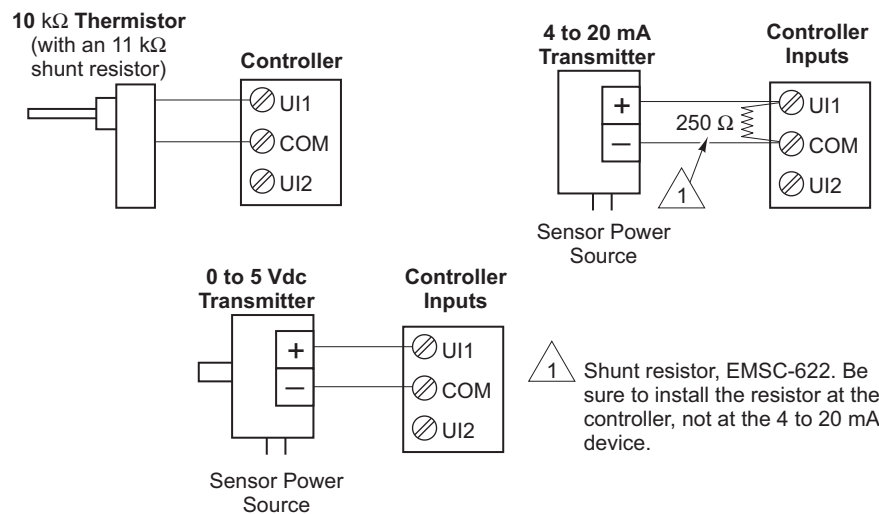 10 kΩ Thermistor
(with an 11 kΩ
shunt resistor)
Controller
UI1
COM
UI2
4 to 20 mA
Transmitter
Controller
Inputs
+
–
250 Ω
UI1
COM
UI2
1
Sensor Power
Source
0 to 5 Vdc
Transmitter
Controller
Inputs
+
–
UI1
COM
UI2
Sensor Power
Source
1
Shunt resistor, EMSC-622. Be
sure to install the resistor at the
controller, not at the 4 to 20 mA
device.